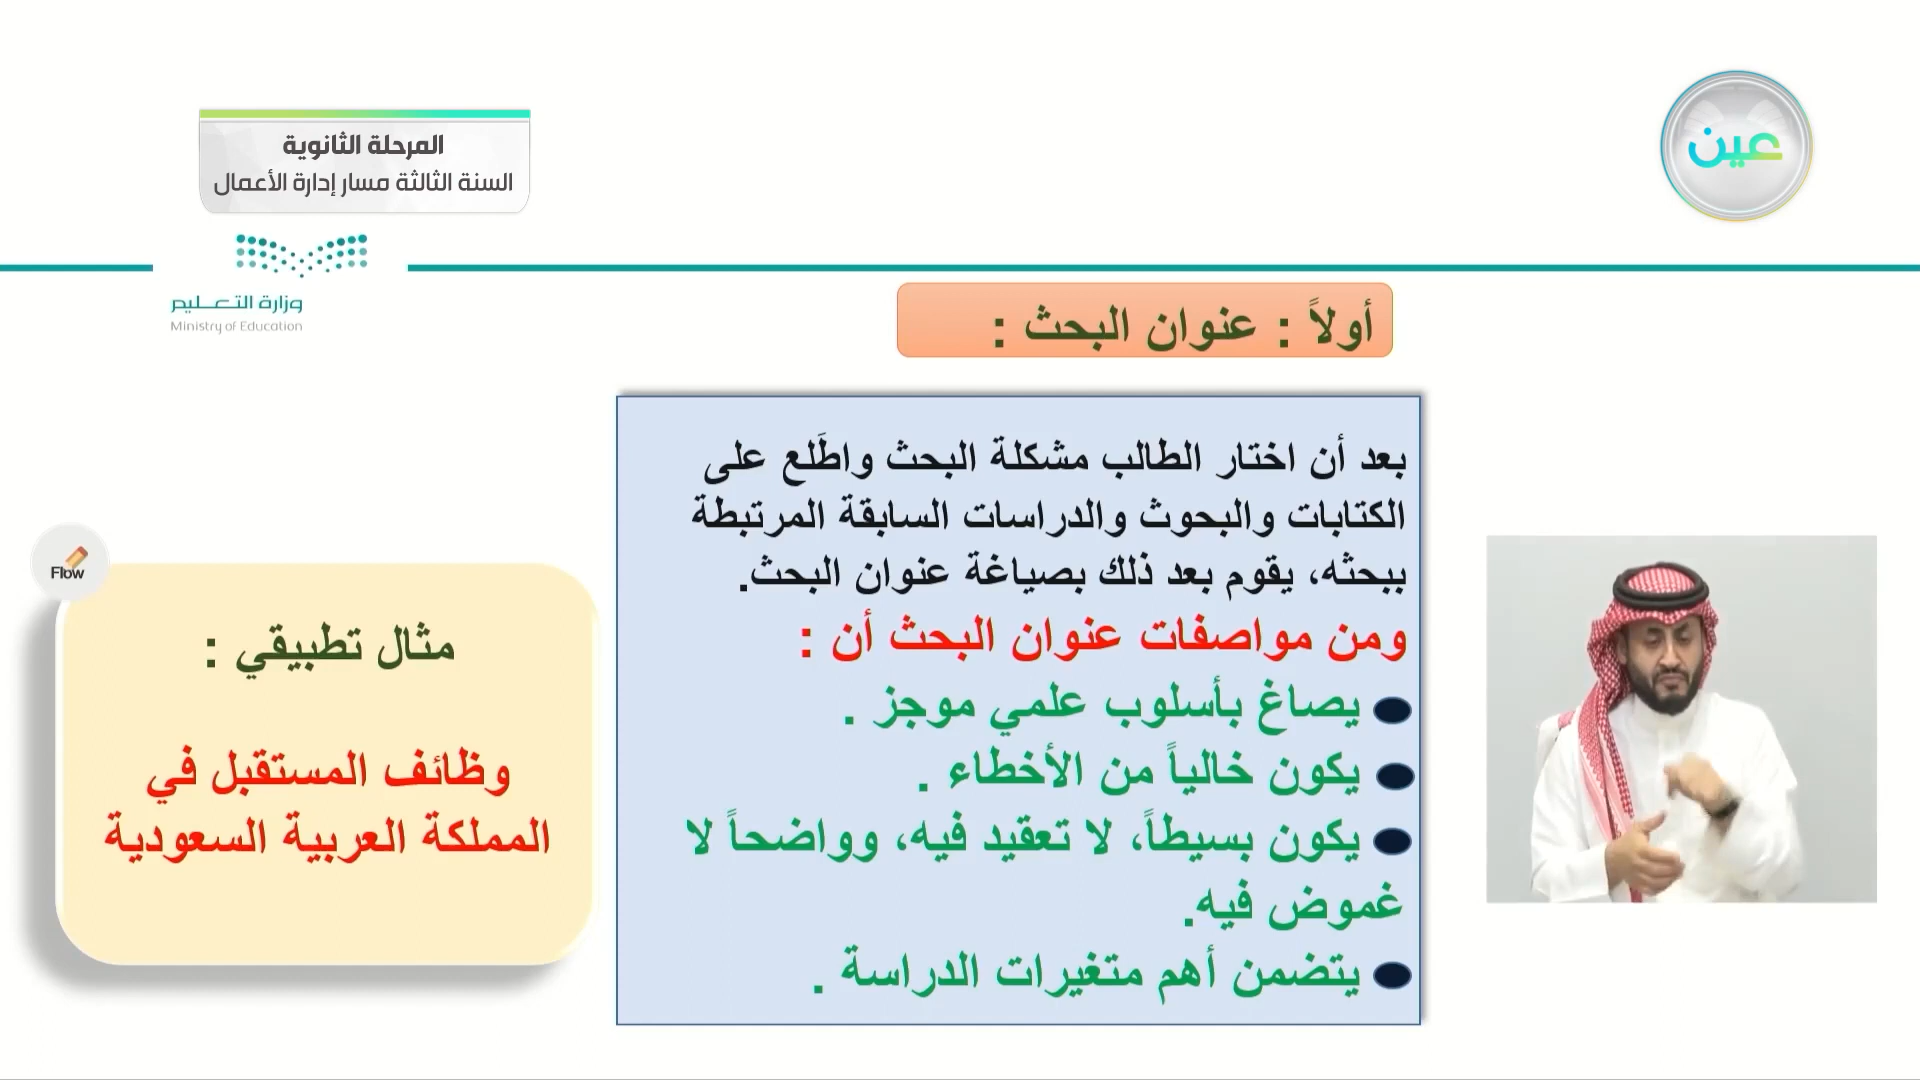 عين
المرحلة الثانوية
السنة الثالثة مسار إدارة الأعمال
وزارة التعليم
Ministry of Education
أولاً : عنوان البحث :
بعد أن اختار الطالب مشكلة البحث واطَلع على
الكتابات والبحوث والدراسات السابقة المرتبطة
ببحثه، يقوم بعد ذلك بصياغة عنوان البحث.
ومن مواصفات عنوان البحث أن :
يصاغ بأسلوب علمي موجز .
يكون خالياً من الأخطاء .
يكون بسيطاً، لا تعقيد فيه، وواضحاً لا
غموض فيه.
يتضمن أهم متغيرات الدراسة .
Flow
مثال تطبيقي :
وظائف المستقبل في
المملكة العربية السعودية